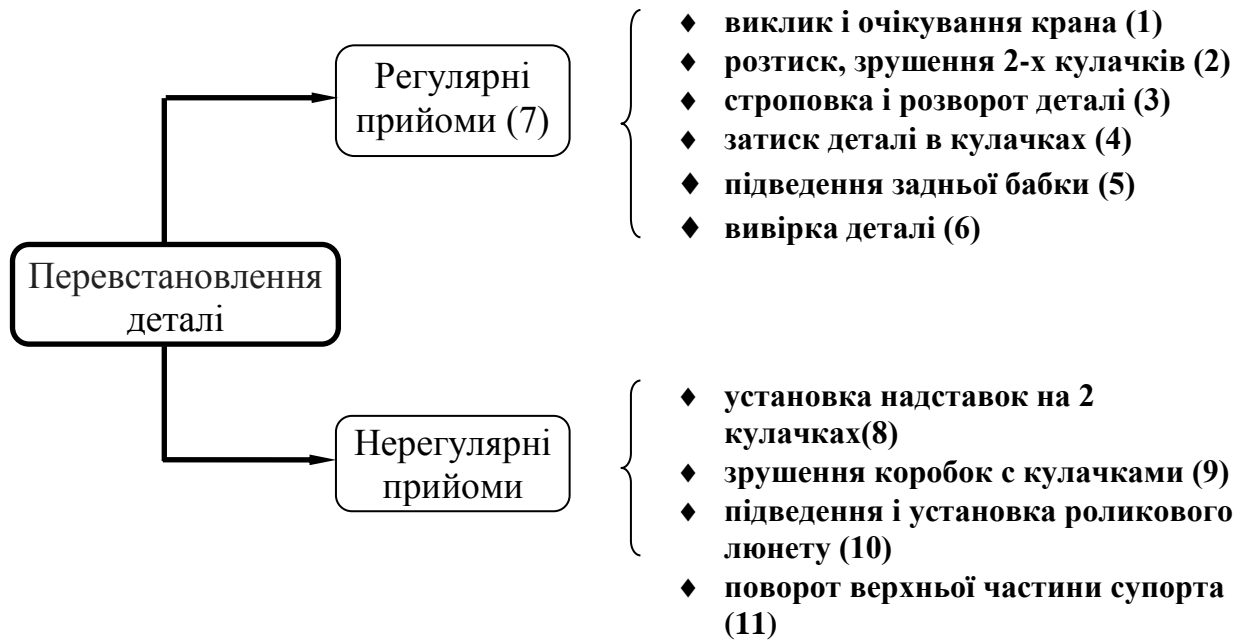 Перевстановлення
деталі
Регулярні
прийоми (7)
♦ виклик і очікування крана (1)
♦ розтиск, зрушення 2-х кулачків (2)
♦ строповка і розворот деталі (3)
♦ затиск деталі в кулачках (4)
♦ підведення задньої бабки (5)
♦ вивірка деталі (6)
Нерегулярні
прийоми
♦ установка надставок на 2
кулачках(8)
♦ зрушення коробок с кулачками (9)
♦ підведення і установка роликового
люнету (10)
♦ поворот верхньої частини супорта
(11)